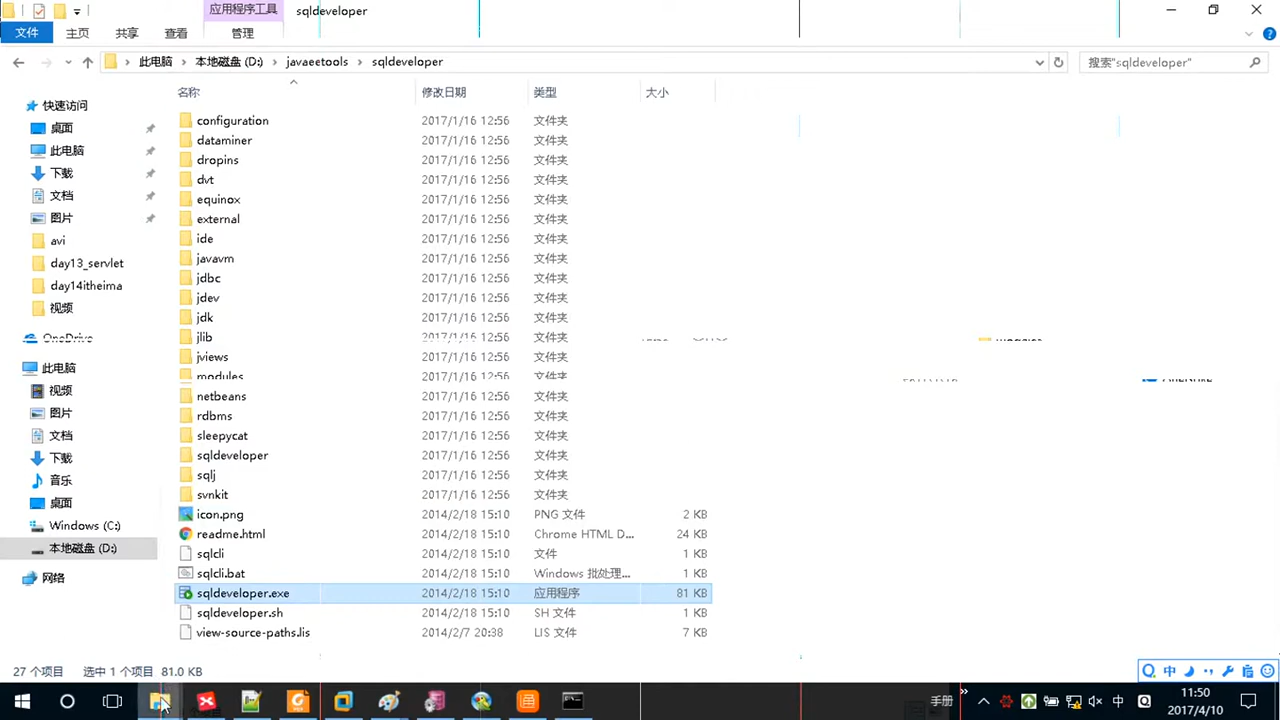 应用程序工具 sqldeveloper
文件 主页 共享 查看 管理
此电脑 本地磁盘 (D:) javaeetools sqldeveloper 搜索"sqldeveloper"
名称 修改日期 类型 大小
快速访问
桌面
此电脑
下载
文档
图片
avi
day13_servlet
day14itheima
视频
OneDrive
此电脑
视频
图片
文档
下载
音乐
桌面
Windows (C:)
本地磁盘 (D:)
网络
configuration 2017/1/16 12:56 文件夹
dataminer 2017/1/16 12:56 文件夹
dropins 2017/1/16 12:56 文件夹
dvt 2017/1/16 12:56 文件夹
equinox 2017/1/16 12:56 文件夹
external 2017/1/16 12:56 文件夹
ide 2017/1/16 12:56 文件夹
javavm 2017/1/16 12:56 文件夹
jdbc 2017/1/16 12:56 文件夹
jdev 2017/1/16 12:56 文件夹
jdk 2017/1/16 12:56 文件夹
jlib 2017/1/16 12:56 文件夹
jviews 2017/1/16 12:56 文件夹
modules 2017/1/16 12:56 文件夹
netbeans 2017/1/16 12:56 文件夹
rdbms 2017/1/16 12:56 文件夹
sleepycat 2017/1/16 12:56 文件夹
sqldeveloper 2017/1/16 12:56 文件夹
sqlj 2017/1/16 12:56 文件夹
svnkit 2017/1/16 12:56 文件夹
icon.png 2014/2/18 15:10 PNG 文件 2 KB
readme.html 2014/2/18 15:10 Chrome HTML D... 24 KB
sqlcli 2014/2/18 15:10 文件 1 KB
sqlcli.bat 2014/2/18 15:10 Windows 批处理... 1 KB
sqldeveloper.exe 2014/2/18 15:10 应用程序 81 KB
sqldeveloper.sh 2014/2/18 15:10 SH 文件 1 KB
view-source-paths.lis 2014/2/7 20:38 LIS 文件 7 KB
27 个项目 选中 1 个项目 81.0 KB
中
手册 中 11:50
2017/4/10